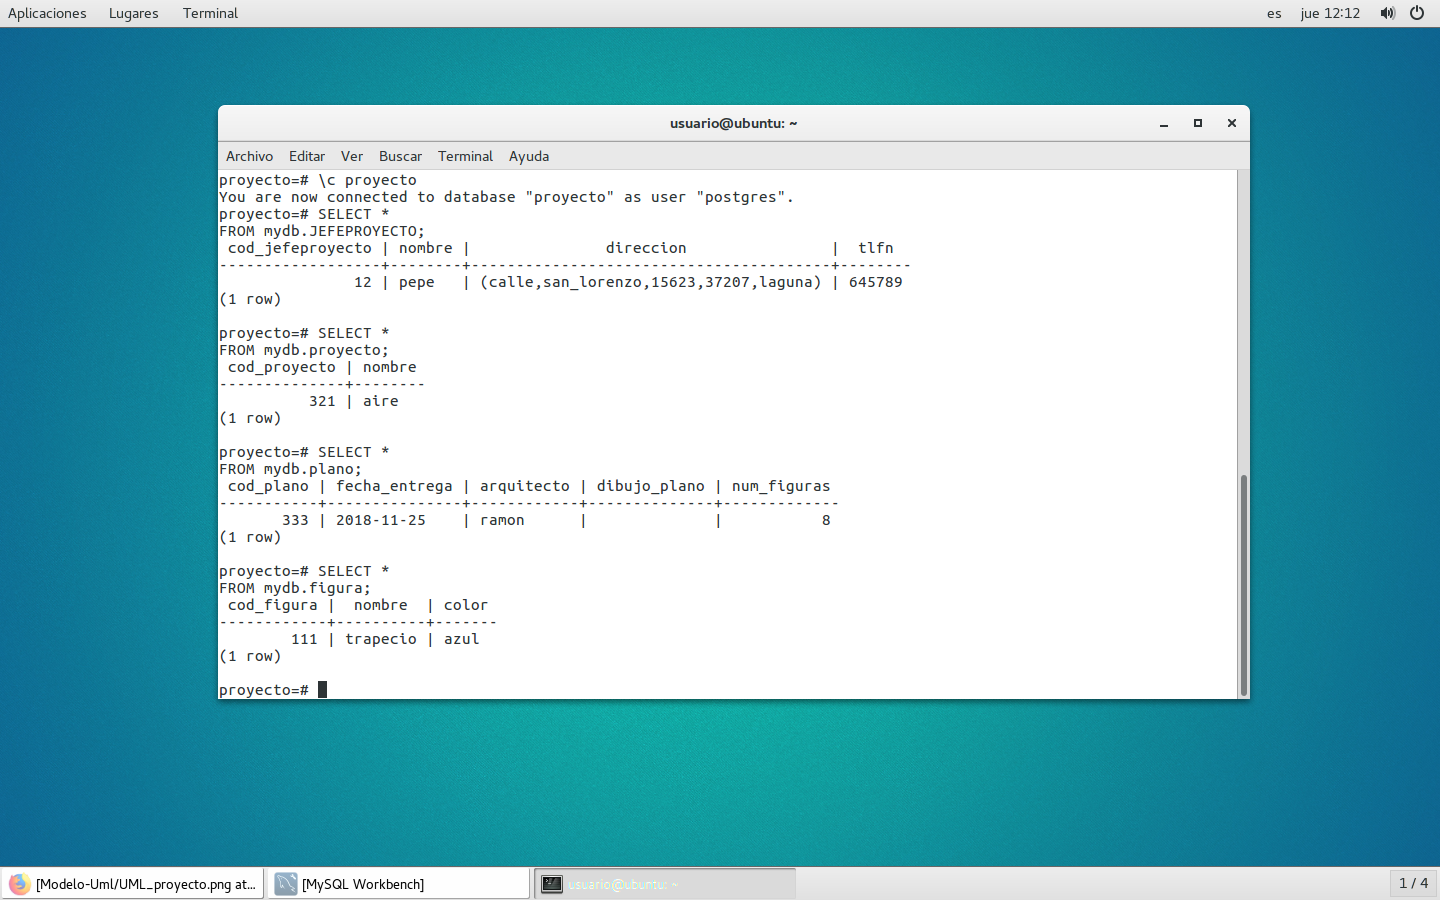 Aplicaciones Lugares Terminal es jue 12:12
usuario@ubuntu: ~
Archivo Editar Ver Buscar Terminal Ayuda
proyecto=# \c proyecto
You are now connected to database "proyecto" as user "postgres".
proyecto=# SELECT *
FROM mydb.JEFEPROYECTO;
 cod_jefeproyecto | nombre |               direccion                |  tlfn
------------------+--------+----------------------------------------+--------
               12 | pepe   | (calle,san_lorenzo,15623,37207,laguna) | 645789
(1 row)

proyecto=# SELECT *
FROM mydb.proyecto;
 cod_proyecto | nombre
--------------+--------
          321 | aire
(1 row)

proyecto=# SELECT *
FROM mydb.plano;
 cod_plano | fecha_entrega | arquitecto | dibujo_plano | num_figuras
-----------+---------------+------------+--------------+-------------
       333 | 2018-11-25    | ramon      |              |           8
(1 row)

proyecto=# SELECT *
FROM mydb.figura;
 cod_figura |  nombre  | color
------------+----------+-------
        111 | trapecio | azul
(1 row)

proyecto=#
[Modelo-Uml/UML_proyecto.png at... [MySQL Workbench] usuario@ubuntu: ~ 1 / 4